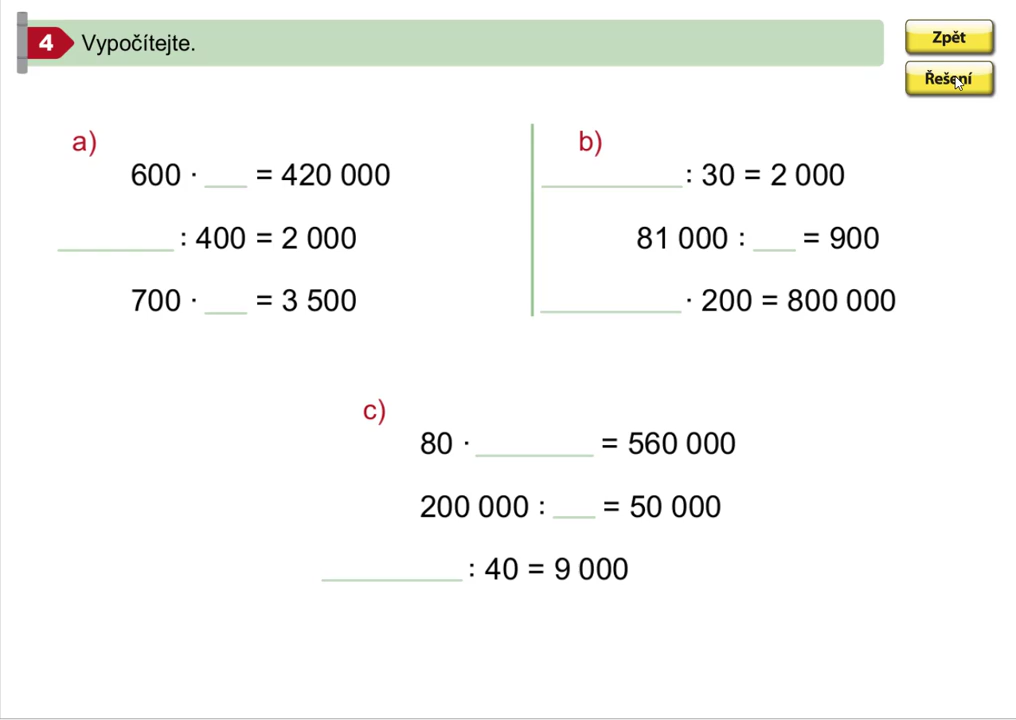 4 Vypočítejte.
Zpět
Řešení
a)
600 · ___ = 420 000
________ : 400 = 2 000
700 · ___ = 3 500
b)
__________ : 30 = 2 000
81 000 : ___ = 900
__________ · 200 = 800 000
c)
80 · ________ = 560 000
200 000 : ___ = 50 000
__________ : 40 = 9 000